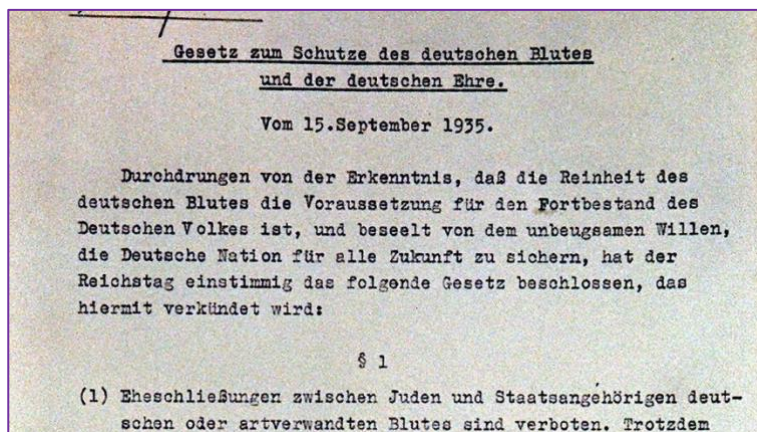 Gesetz zum Schutze des deutschen Blutes
und der deutschen Ehre.
Vom 15.September 1935.
Durchdrungen von der Erkenntnis, daß die Reinheit des
deutschen Blutes die Voraussetzung für den Fortbestand des
Deutschen Volkes ist, und beseelt von dem unbeugsamen Willen,
die Deutsche Nation für alle Zukunft zu sichern, hat der
Reichstag einstimmig das folgende Gesetz beschlossen, das
hiermit verkündet wird:
§ 1
(1) Eheschließungen zwischen Juden und Staatsangehörigen deut-
schen oder artverwandten Blutes sind verboten. Trotzdem